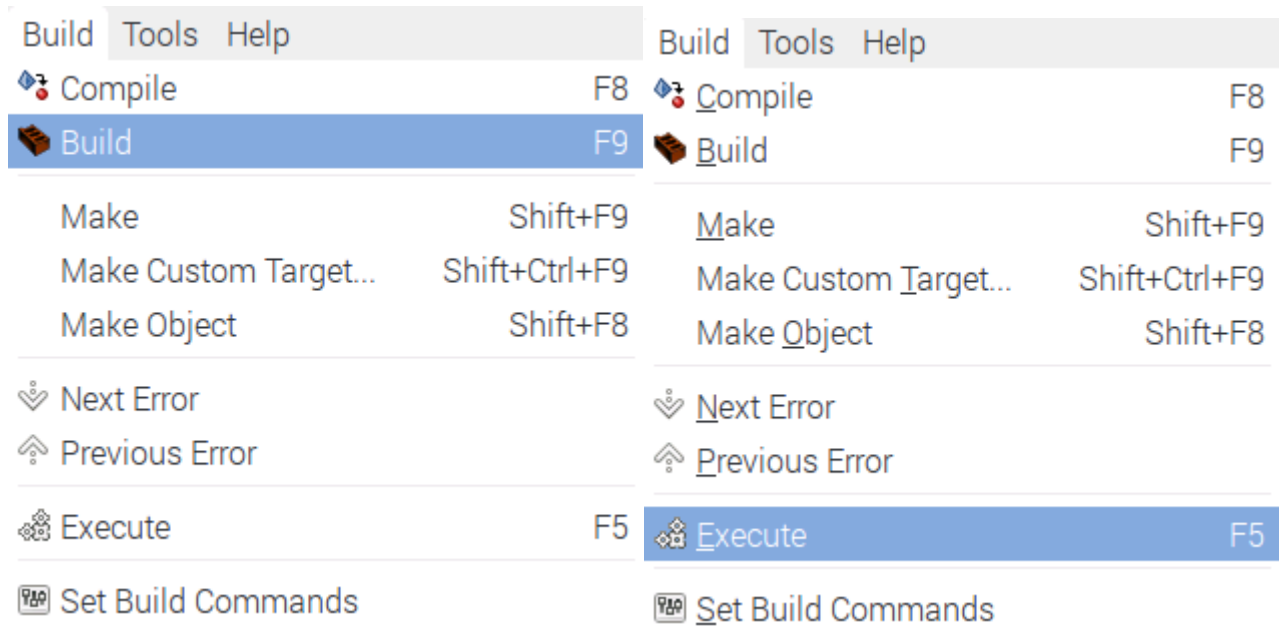 Build Tools Help
Compile F8
Build F9
Make Shift+F9
Make Custom Target... Shift+Ctrl+F9
Make Object Shift+F8
Next Error
Previous Error
Execute F5
Set Build Commands
Build Tools Help
Compile F8
Build F9
Make Shift+F9
Make Custom Target... Shift+Ctrl+F9
Make Object Shift+F8
Next Error
Previous Error
Execute F5
Set Build Commands